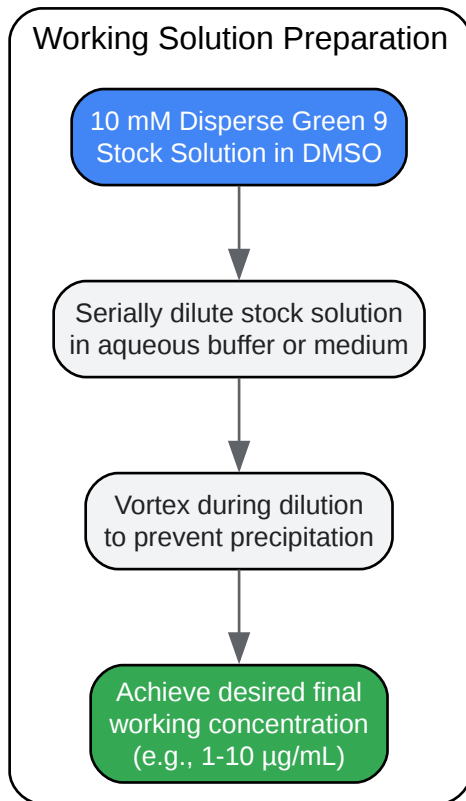 Working Solution Preparation
10 mM Disperse Green 9
Stock Solution in DMSO
Serially dilute stock solution
in aqueous buffer or medium
Vortex during dilution
to prevent precipitation
Achieve desired final
working concentration
(e.g., 1-10 µg/mL)